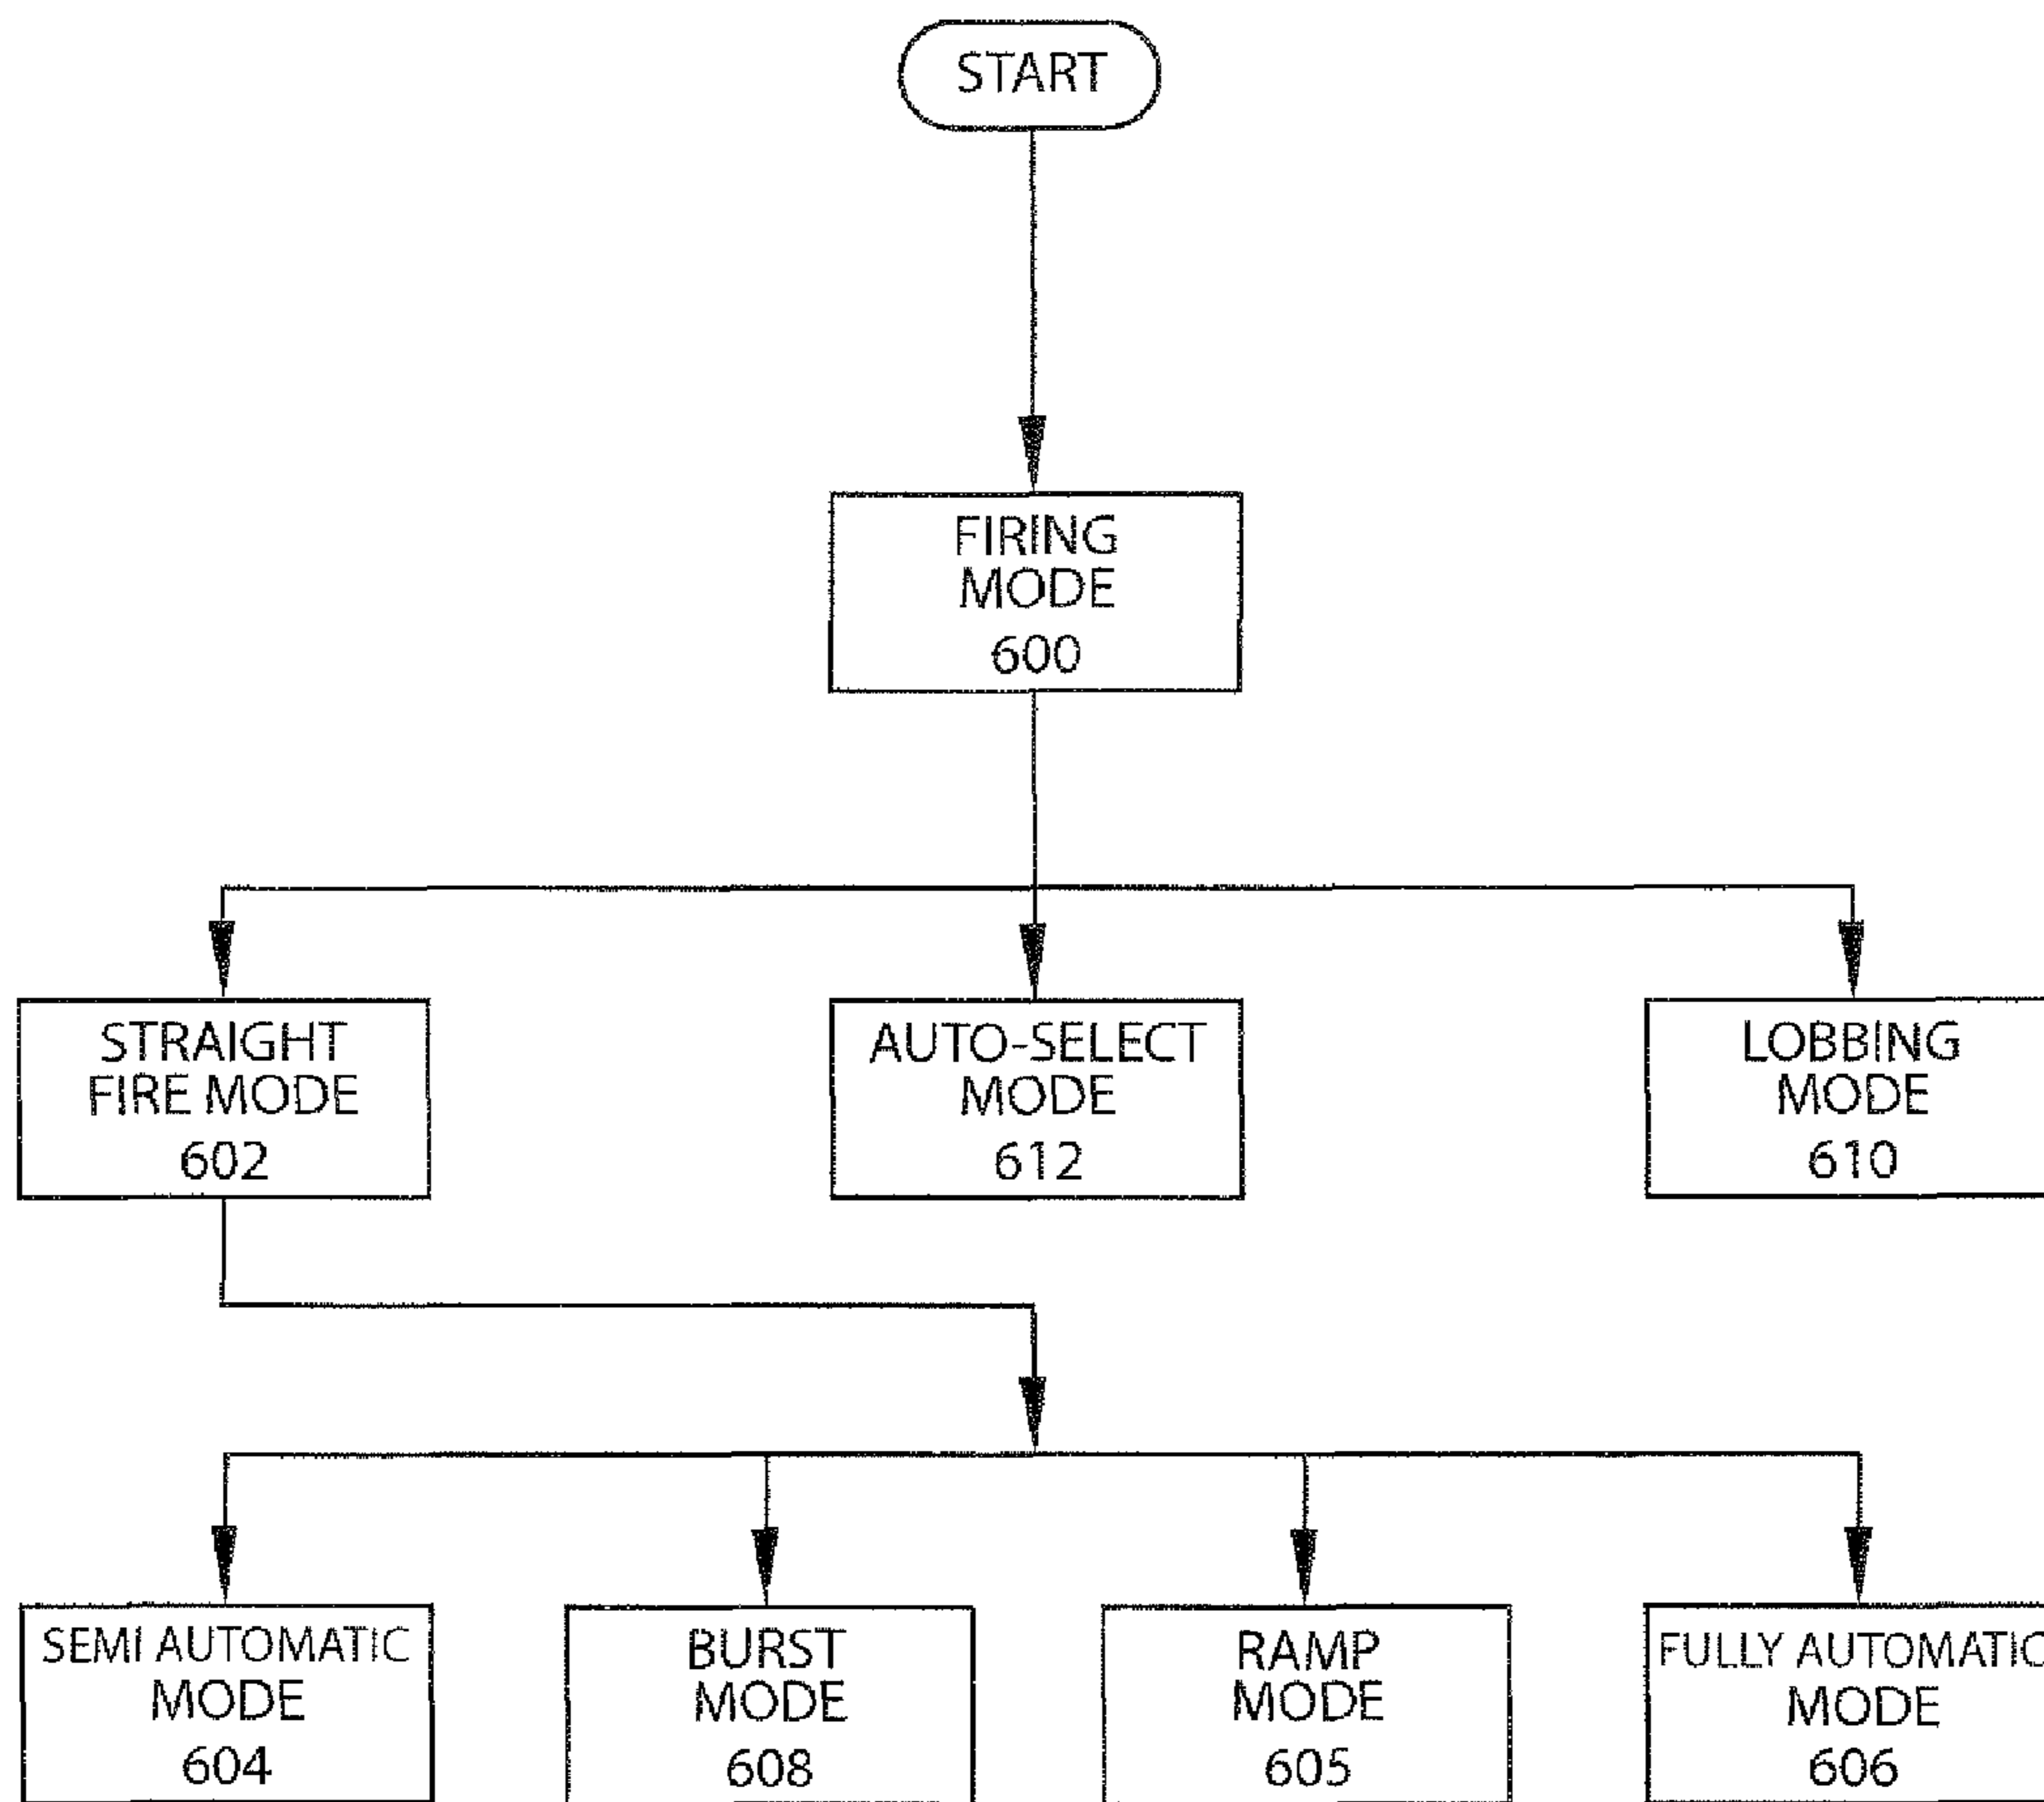 START
FIRING
MODE
600
STRAIGHT
FIRE MODE
602
AUTO-SELECT
MODE
612
LOBBING
MODE
610
SEMI AUTOMATIC
MODE
604
BURST
MODE
608
RAMP
MODE
605
FULLY AUTOMATIC
MODE
606